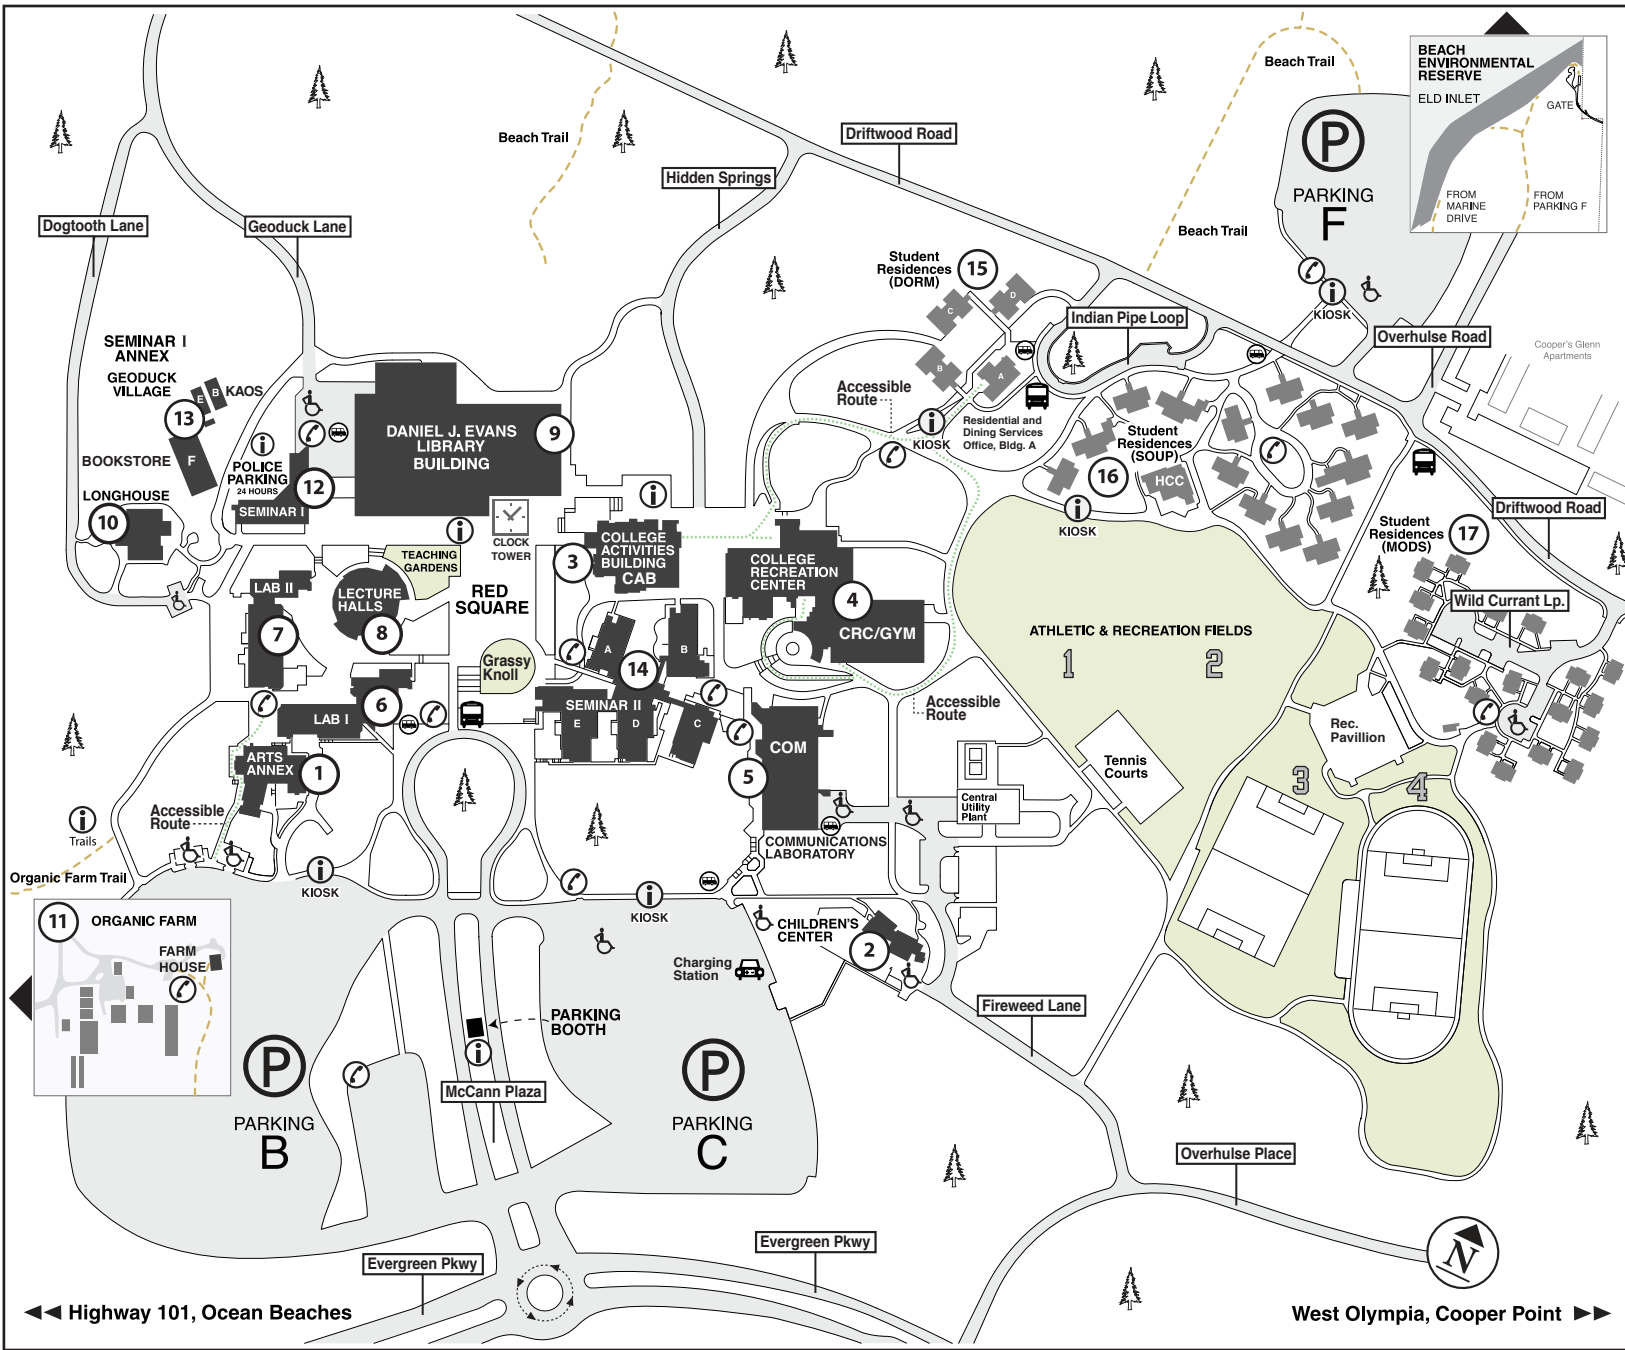 Beach Trail
BEACH
ENVIRONMENTAL
RESERVE
ELD INLET
GATE
FROM
MARINE
DRIVE
FROM
PARKING F
P
PARKING
F
Beach Trail
Driftwood Road
Hidden Springs
Beach Trail
Dogtooth Lane
Geoduck Lane
KIOSK
Student
Residences
(DORM)
15
C
D
B
A
Indian Pipe Loop
Overhulse Road
Cooper's Glenn
Apartments
SEMINAR I
ANNEX
GEODUCK
VILLAGE
E
B
KAOS
13
BOOKSTORE
F
POLICE
PARKING
24 HOURS
12
SEMINAR I
LONGHOUSE
10
DANIEL J. EVANS
LIBRARY
BUILDING
9
Accessible
Route
KIOSK
Residential and
Dining Services
Office, Bldg. A
Student
Residences
(SOUP)
16
HCC
KIOSK
Driftwood Road
Student
Residences
(MODS)
17
Wild Currant Lp.
CLOCK
TOWER
TEACHING
GARDENS
RED
SQUARE
3
COLLEGE
ACTIVITIES
BUILDING
CAB
COLLEGE
RECREATION
CENTER
4
CRC/GYM
LAB II
7
LECTURE
HALLS
8
Grassy
Knoll
A
B
14
SEMINAR II
E
D
C
ATHLETIC & RECREATION FIELDS
1
2
6
LAB I
ARTS
ANNEX
1
Accessible
Route
Accessible
Route
COM
5
COMMUNICATIONS
LABORATORY
Central
Utility
Plant
Tennis
Courts
Rec.
Pavillion
3
4
Trails
Organic Farm Trail
KIOSK
KIOSK
11
ORGANIC FARM
FARM
HOUSE
CHILDREN'S
CENTER
2
Charging
Station
PARKING
BOOTH
Fireweed Lane
P
PARKING
B
McCann Plaza
P
PARKING
C
Overhulse Place
Evergreen Pkwy
Evergreen Pkwy
N
Highway 101, Ocean Beaches
West Olympia, Cooper Point